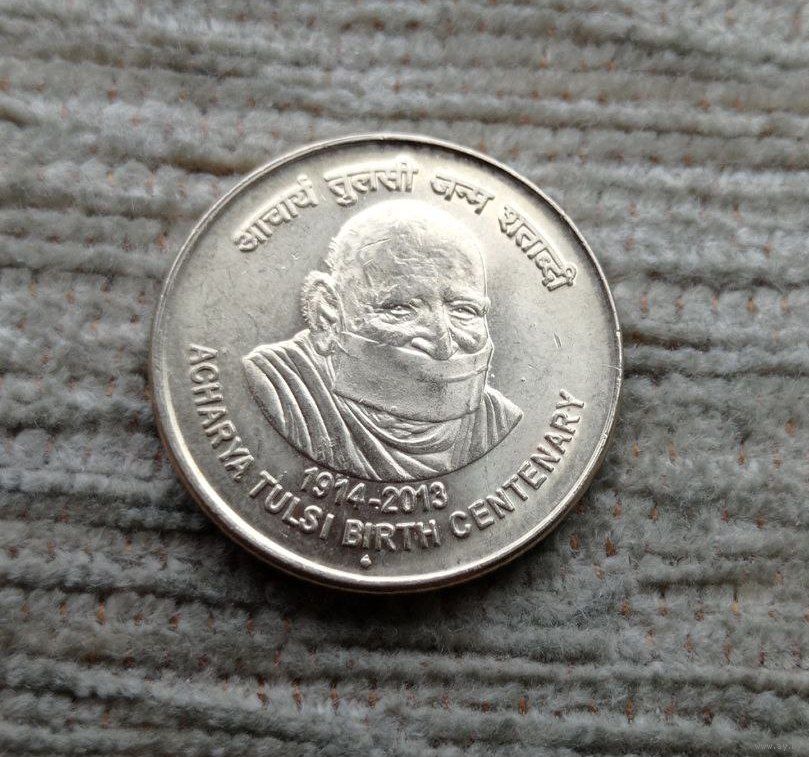 आचार्य तुलसी जन्म शताब्दी
1914-2013
ACHARYA TULSI BIRTH CENTENARY